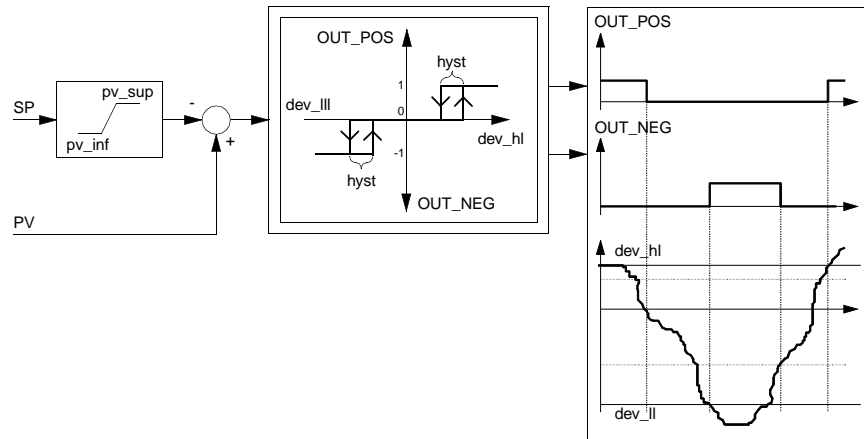 SP
pv_sup
pv_inf
-
+
PV
OUT_POS
hyst
1
0
dev_lll
dev_hl
-1
hyst
OUT_NEG
OUT_POS
OUT_NEG
dev_hl
dev_ll